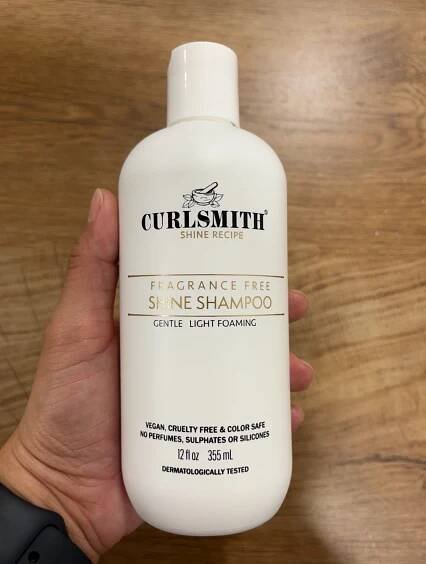 CURLSMITH®
SHINE RECIPE
FRAGRANCE FREE
SHINE SHAMPOO
GENTLE LIGHT FOAMING
VEGAN, CRUELTY FREE & COLOR SAFE
NO PERFUMES, SULPHATES OR SILICONES
12 fl oz 355 mL
DERMATOLOGICALLY TESTED